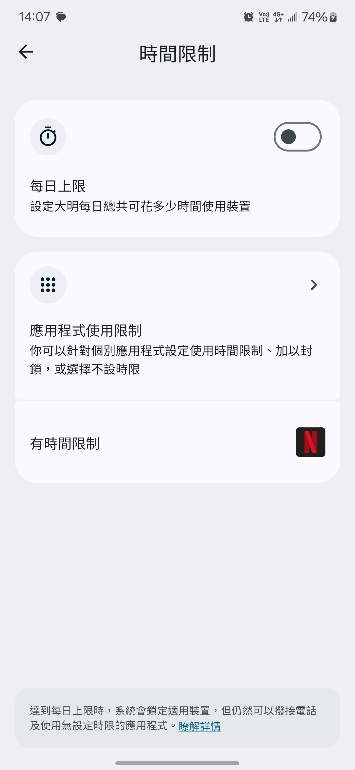 14:07 Vo) LTE 4G+ 74%
時間限制
每日上限
設定大明每日總共可花多少時間使用裝置
應用程式使用限制
你可以針對個別應用程式設定使用時間限制、加以封
鎖，或選擇不設時限
有時間限制
N
達到每日上限時，系統會鎖定適用裝置，但仍然可以撥接電話
及使用無設定時限的應用程式。瞭解詳情